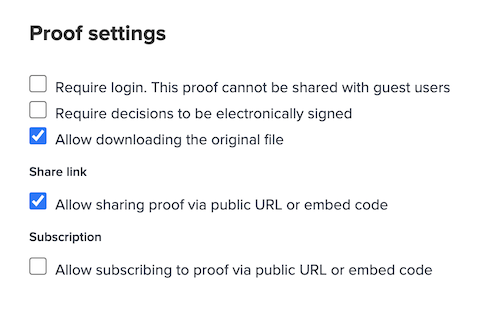 Proof settings
Require login. This proof cannot be shared with guest users
Require decisions to be electronically signed
Allow downloading the original file
Share link
Allow sharing proof via public URL or embed code
Subscription
Allow subscribing to proof via public URL or embed code